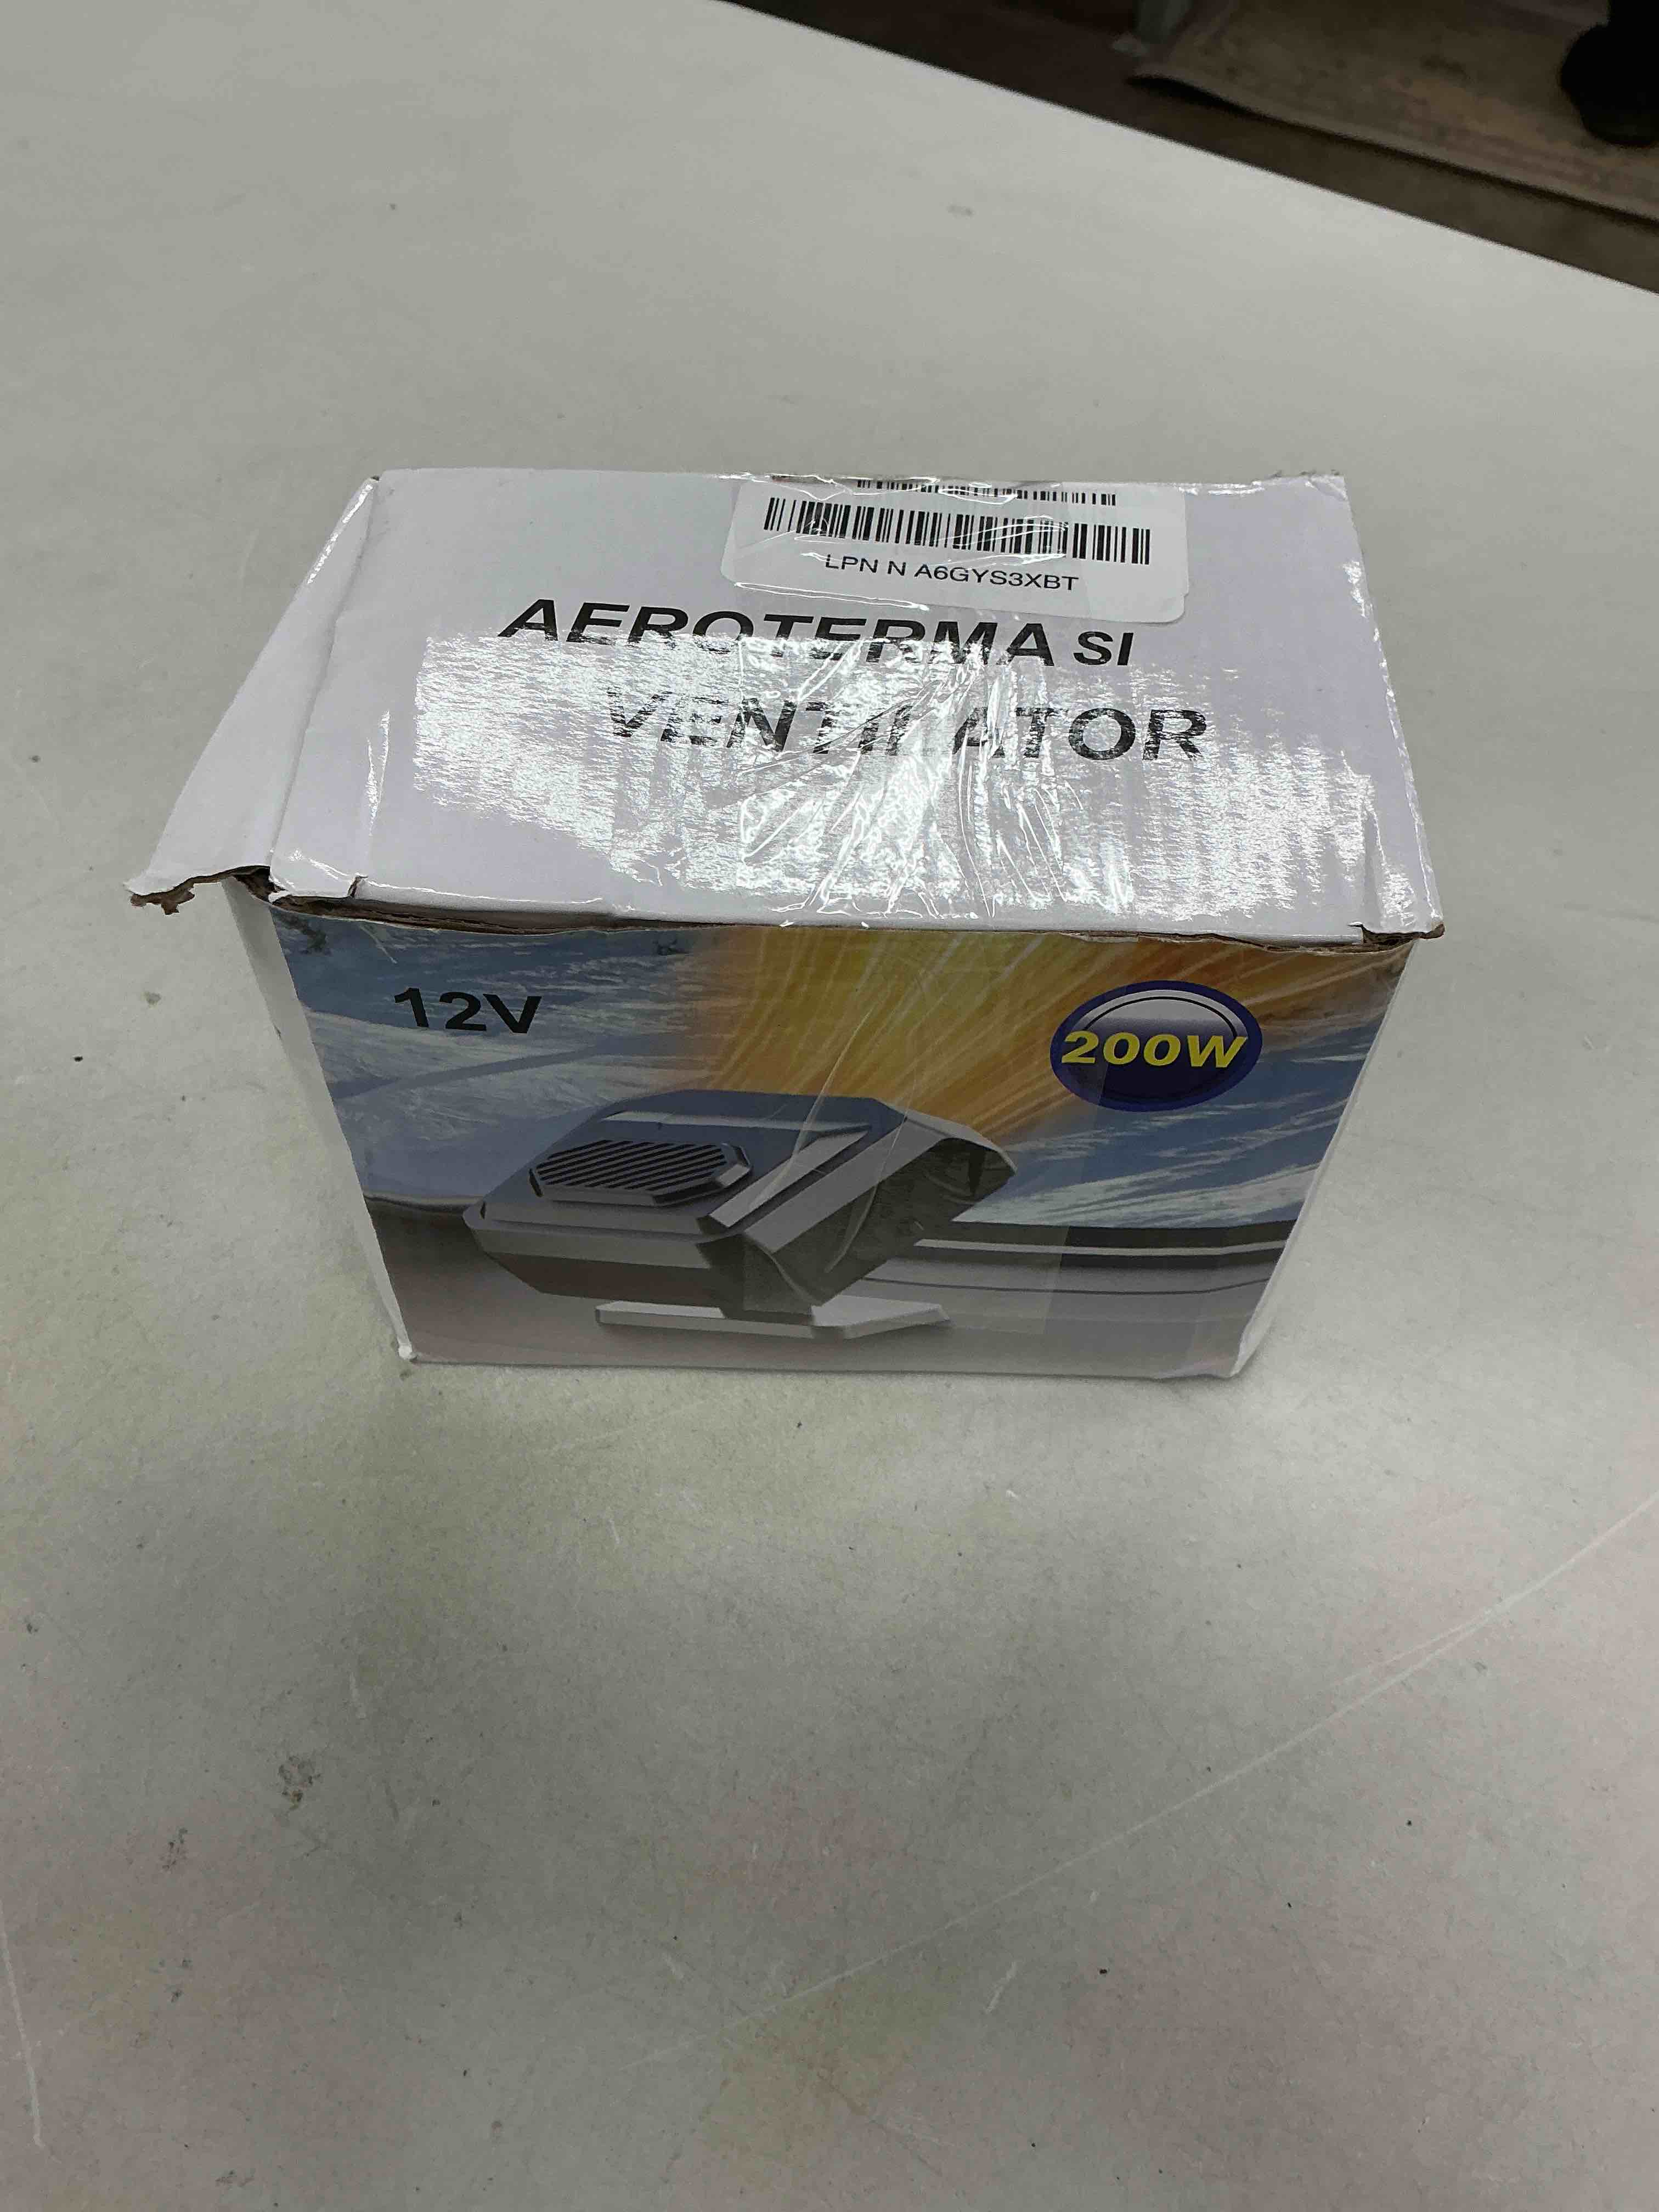 LPN N A6GYS3XBT
AEROTERMA SI
VENTILATOR
12V
200W